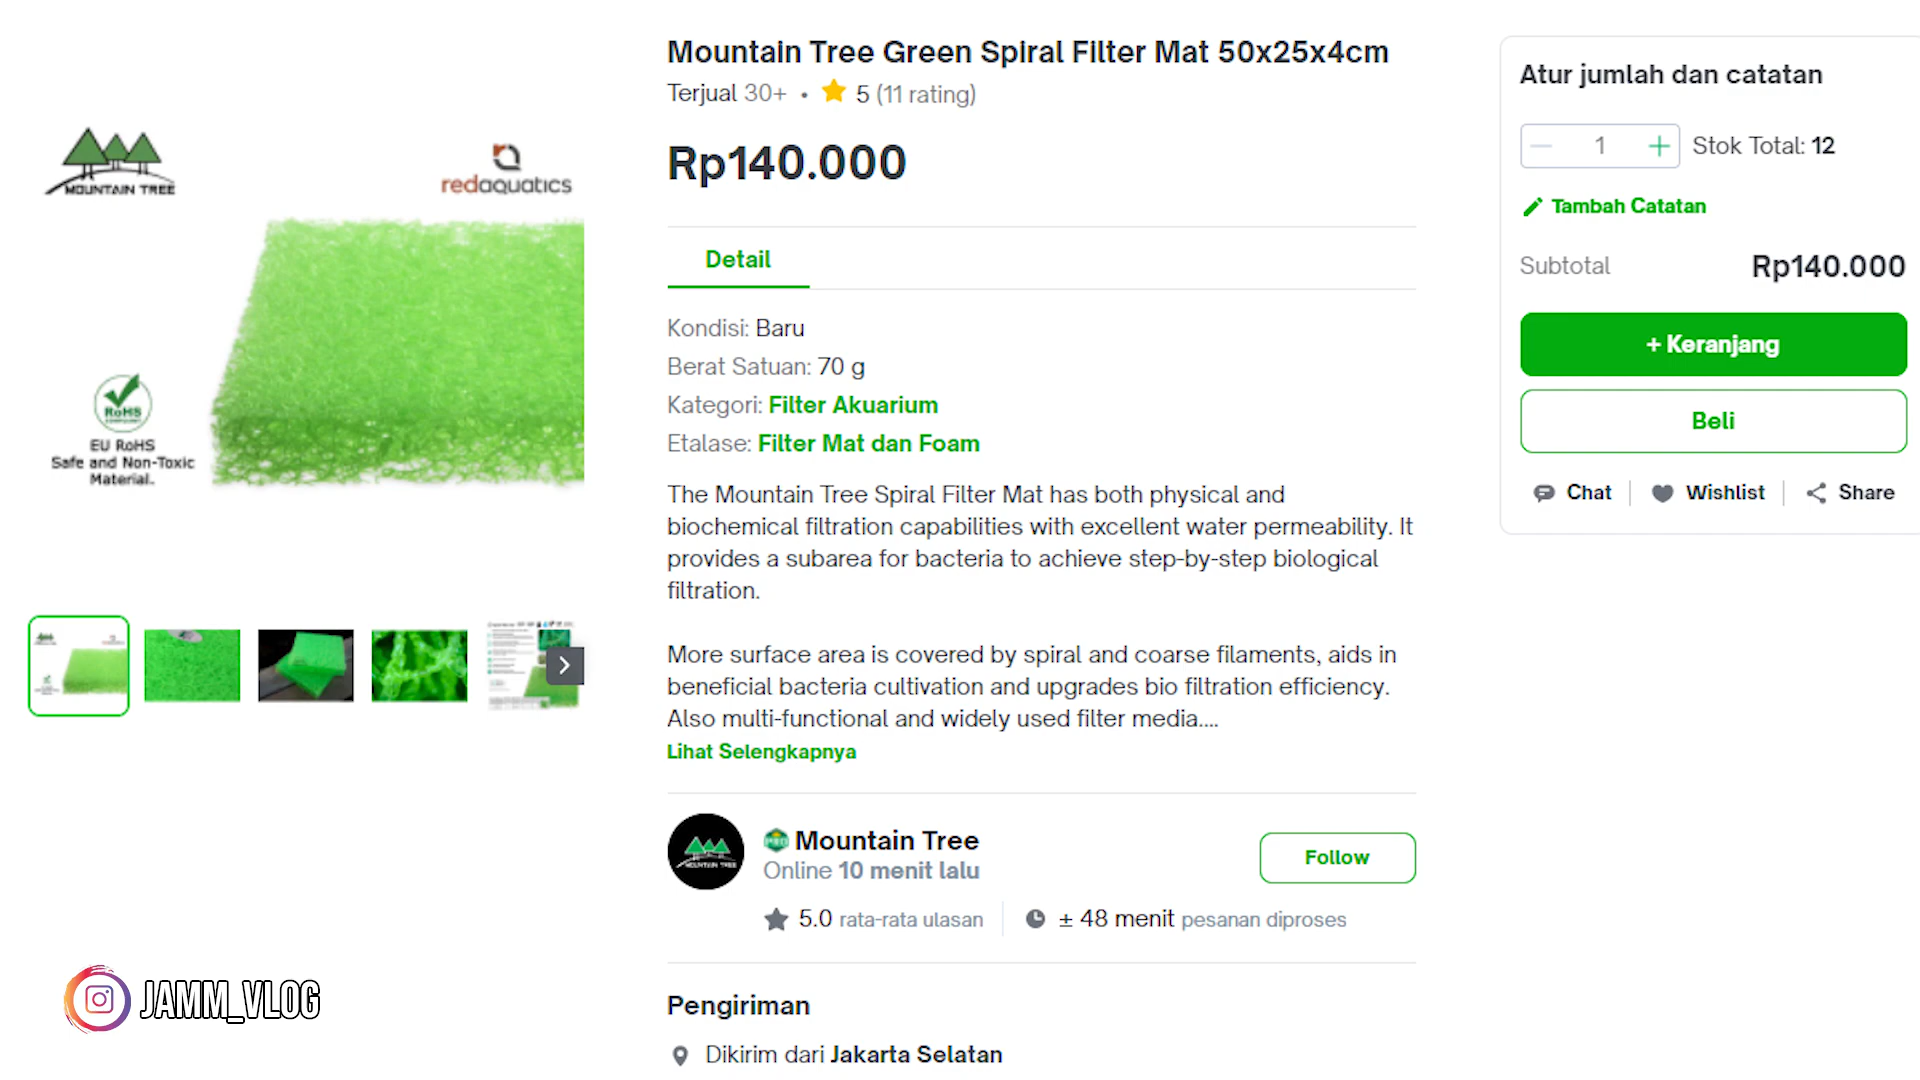 MOUNTAIN TREE
redaquatics
RoHS
EU RoHS
Safe and Non-Toxic
Material.
JAMM_VLOG
Mountain Tree Green Spiral Filter Mat 50x25x4cm
Terjual 30+ • 5 (11 rating)
Rp140.000
Detail
Kondisi: Baru
Berat Satuan: 70 g
Kategori: Filter Akuarium
Etalase: Filter Mat dan Foam
The Mountain Tree Spiral Filter Mat has both physical and
biochemical filtration capabilities with excellent water permeability. It
provides a subarea for bacteria to achieve step-by-step biological
filtration.
More surface area is covered by spiral and coarse filaments, aids in
beneficial bacteria cultivation and upgrades bio filtration efficiency.
Also multi-functional and widely used filter media....
Lihat Selengkapnya
MOUNTAIN TREE
PRO Mountain Tree
Online 10 menit lalu
Follow
5.0 rata-rata ulasan
± 48 menit pesanan diproses
Pengiriman
Dikirim dari Jakarta Selatan
Atur jumlah dan catatan
1
Stok Total: 12
Tambah Catatan
Subtotal Rp140.000
+ Keranjang
Beli
Chat
Wishlist
Share